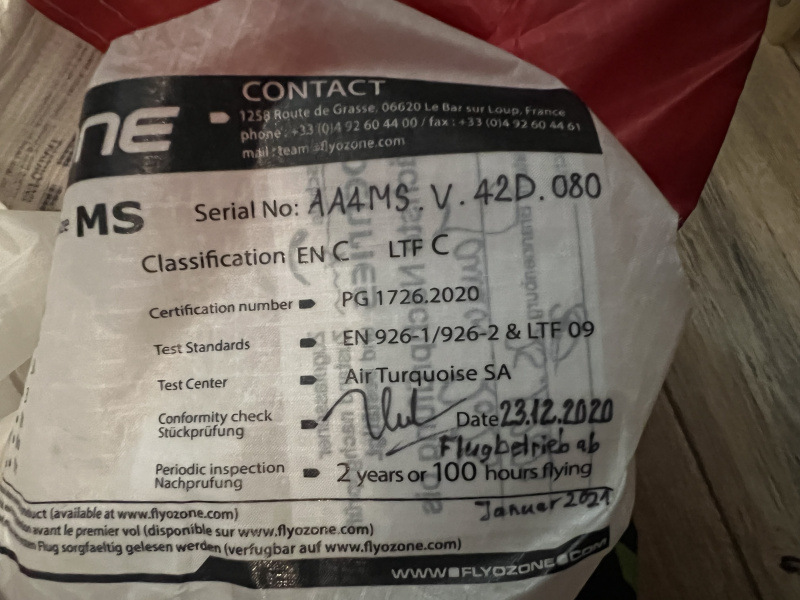 CONTACT
1258 Route de Grasse, 06620 Le Bar sur Loup, France
phone : +33 (0)4 92 60 44 00 / fax : +33 (0)4 92 60 44 61
mail : team@flyozone.com
NE
MS
Serial No: AA4MS.V.42D.080
Classification EN C LTF C
Certification number PG 1726.2020
Test Standards EN 926-1/926-2 & LTF 09
Test Center Air Turquoise SA
Conformity check Date 23.12.2020
Stückprüfung
Flugbetrieb ab
Periodic inspection 2 years or 100 hours flying
Nachprufung
Januar 2021
(available at www.flyozone.com)
avant le premier vol (disponible sur www.flyozone.com)
Flug sorgfaeltig gelesen werden (verfugbar auf www.flyozone.com)
WWW.FLYOZONE.COM